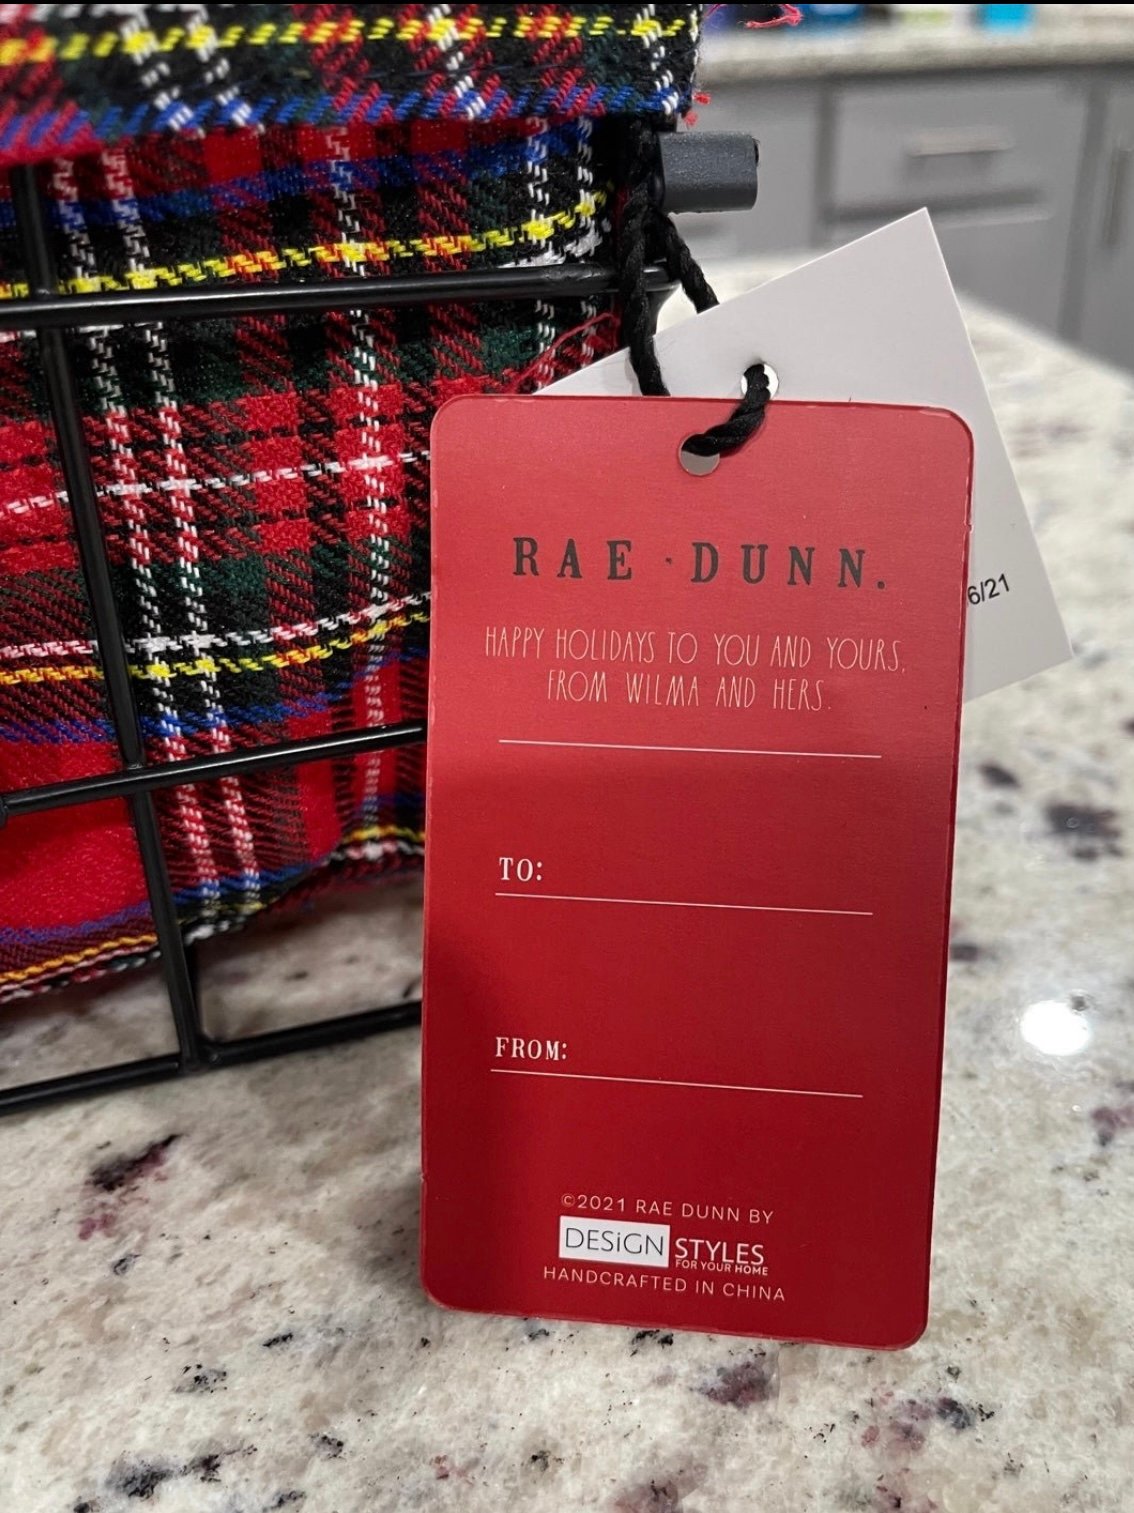 RAE · DUNN.
HAPPY HOLIDAYS TO YOU AND YOURS,
FROM WILMA AND HERS.
TO:
FROM:
©2021 RAE DUNN BY
DESiGN STYLES
FOR YOUR HOME
HANDCRAFTED IN CHINA
6/21